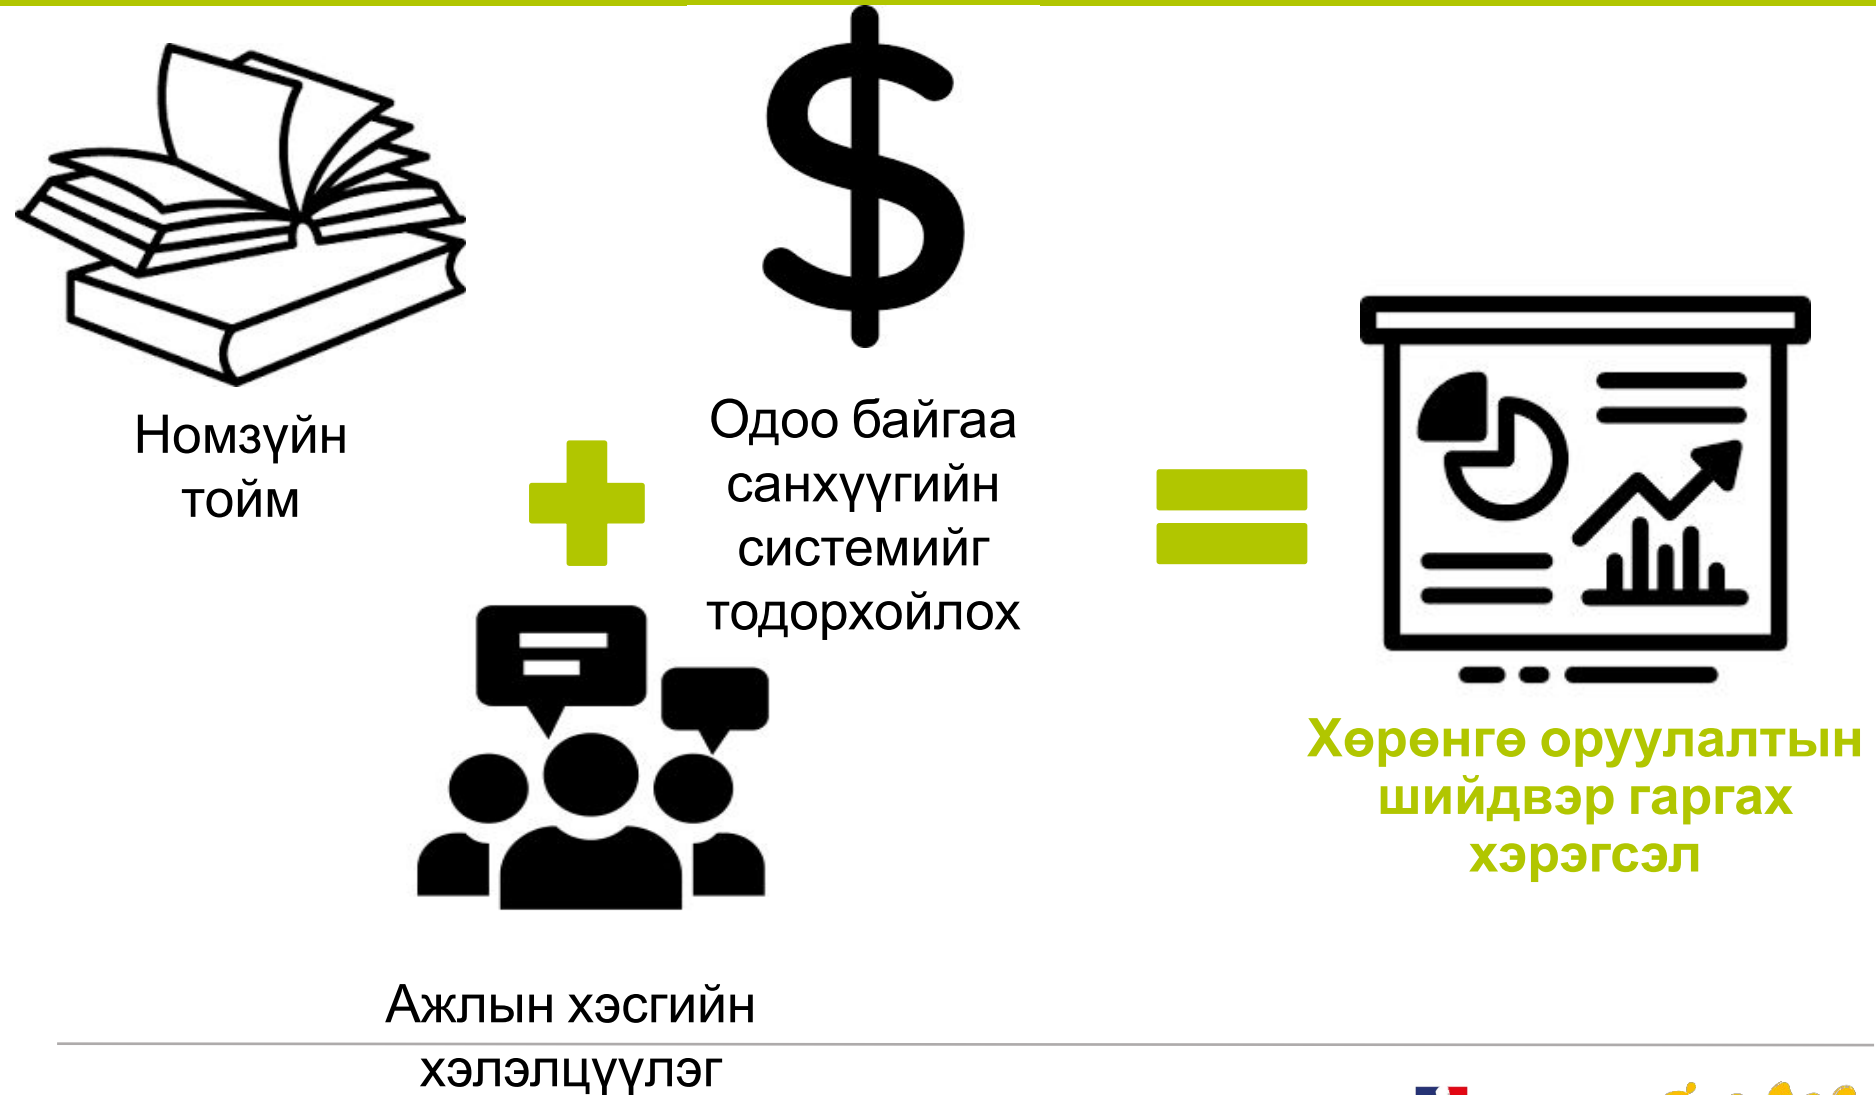 Номзүйн
тойм
Одоо байгаа
санхүүгийн
системийг
тодорхойлох
Хөрөнгө оруулалтын
шийдвэр гаргах
хэрэгсэл
Ажлын хэсгийн
хэлэлцүүлэг